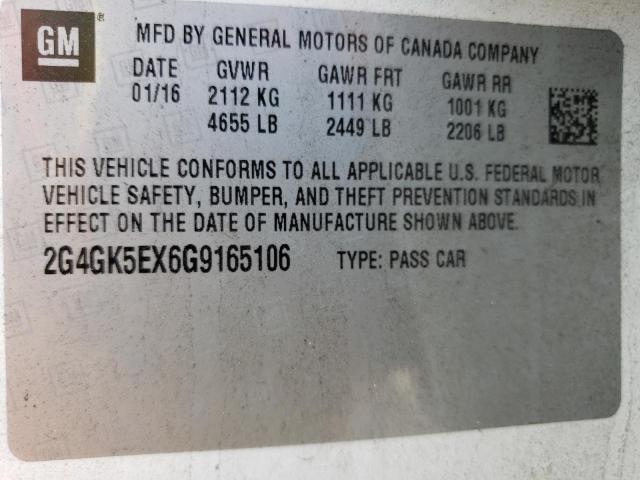 GM ®
MFD BY GENERAL MOTORS OF CANADA COMPANY
DATE GVWR GAWR FRT GAWR RR
01/16 2112 KG 1111 KG 1001 KG
4655 LB 2449 LB 2206 LB
THIS VEHICLE CONFORMS TO ALL APPLICABLE U.S. FEDERAL MOTOR
VEHICLE SAFETY, BUMPER, AND THEFT PREVENTION STANDARDS IN
EFFECT ON THE DATE OF MANUFACTURE SHOWN ABOVE.
2G4GK5EX6G9165106 TYPE: PASS CAR